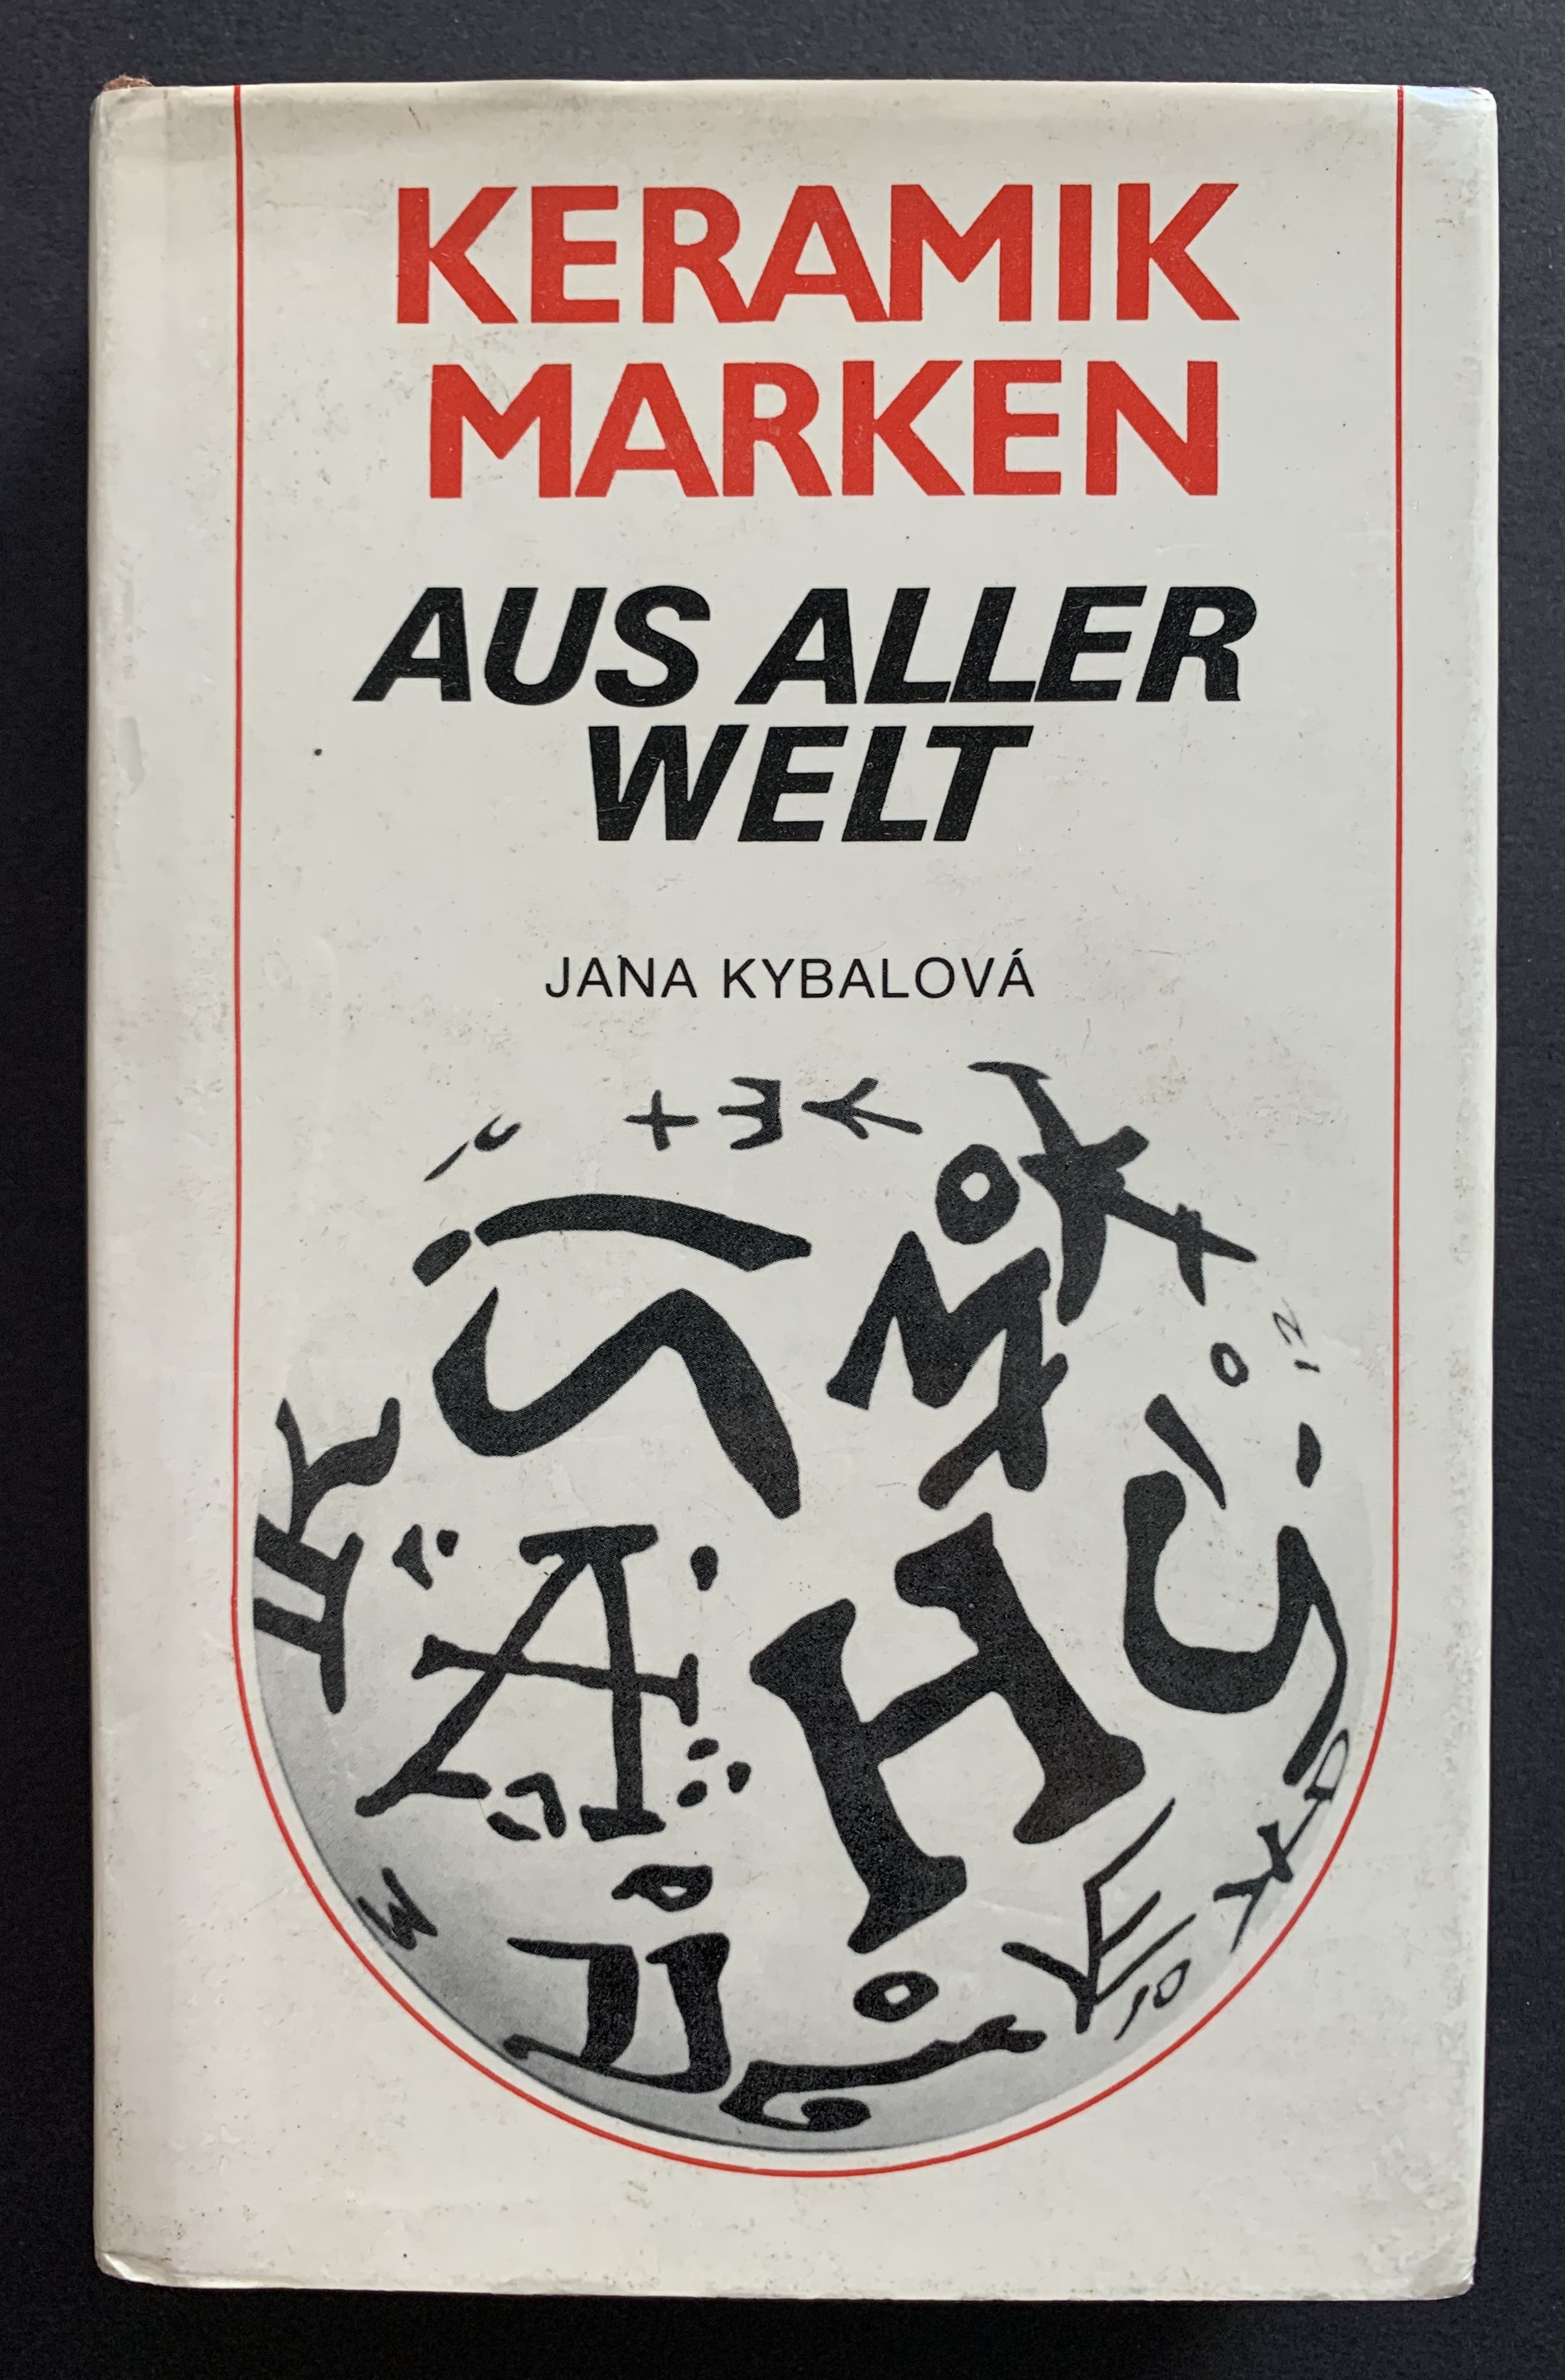 KERAMIK
MARKEN
AUS ALLER
WELT
JANA KYBALOVÁ